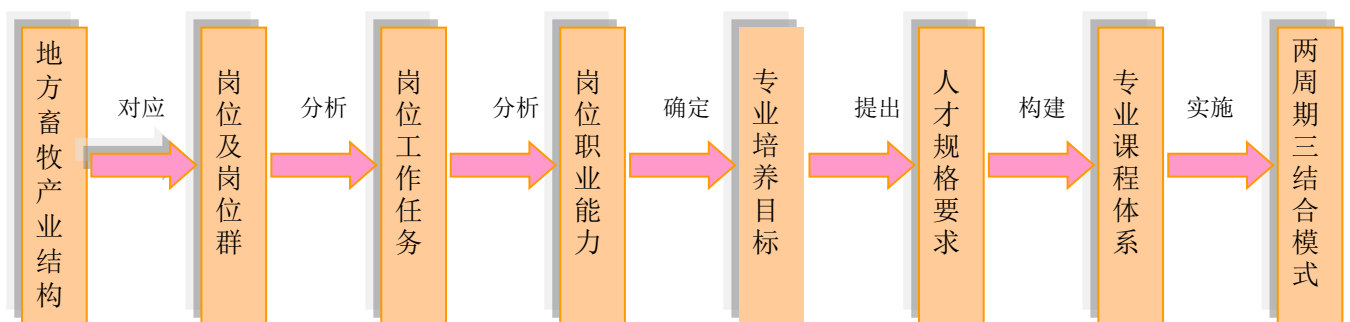 地方畜牧产业结构
对应
岗位及岗位群
分析
岗位工作任务
分析
岗位职业能力
确定
专业培养目标
提出
人才规格要求
构建
专业课程体系
实施
两周期三结合模式